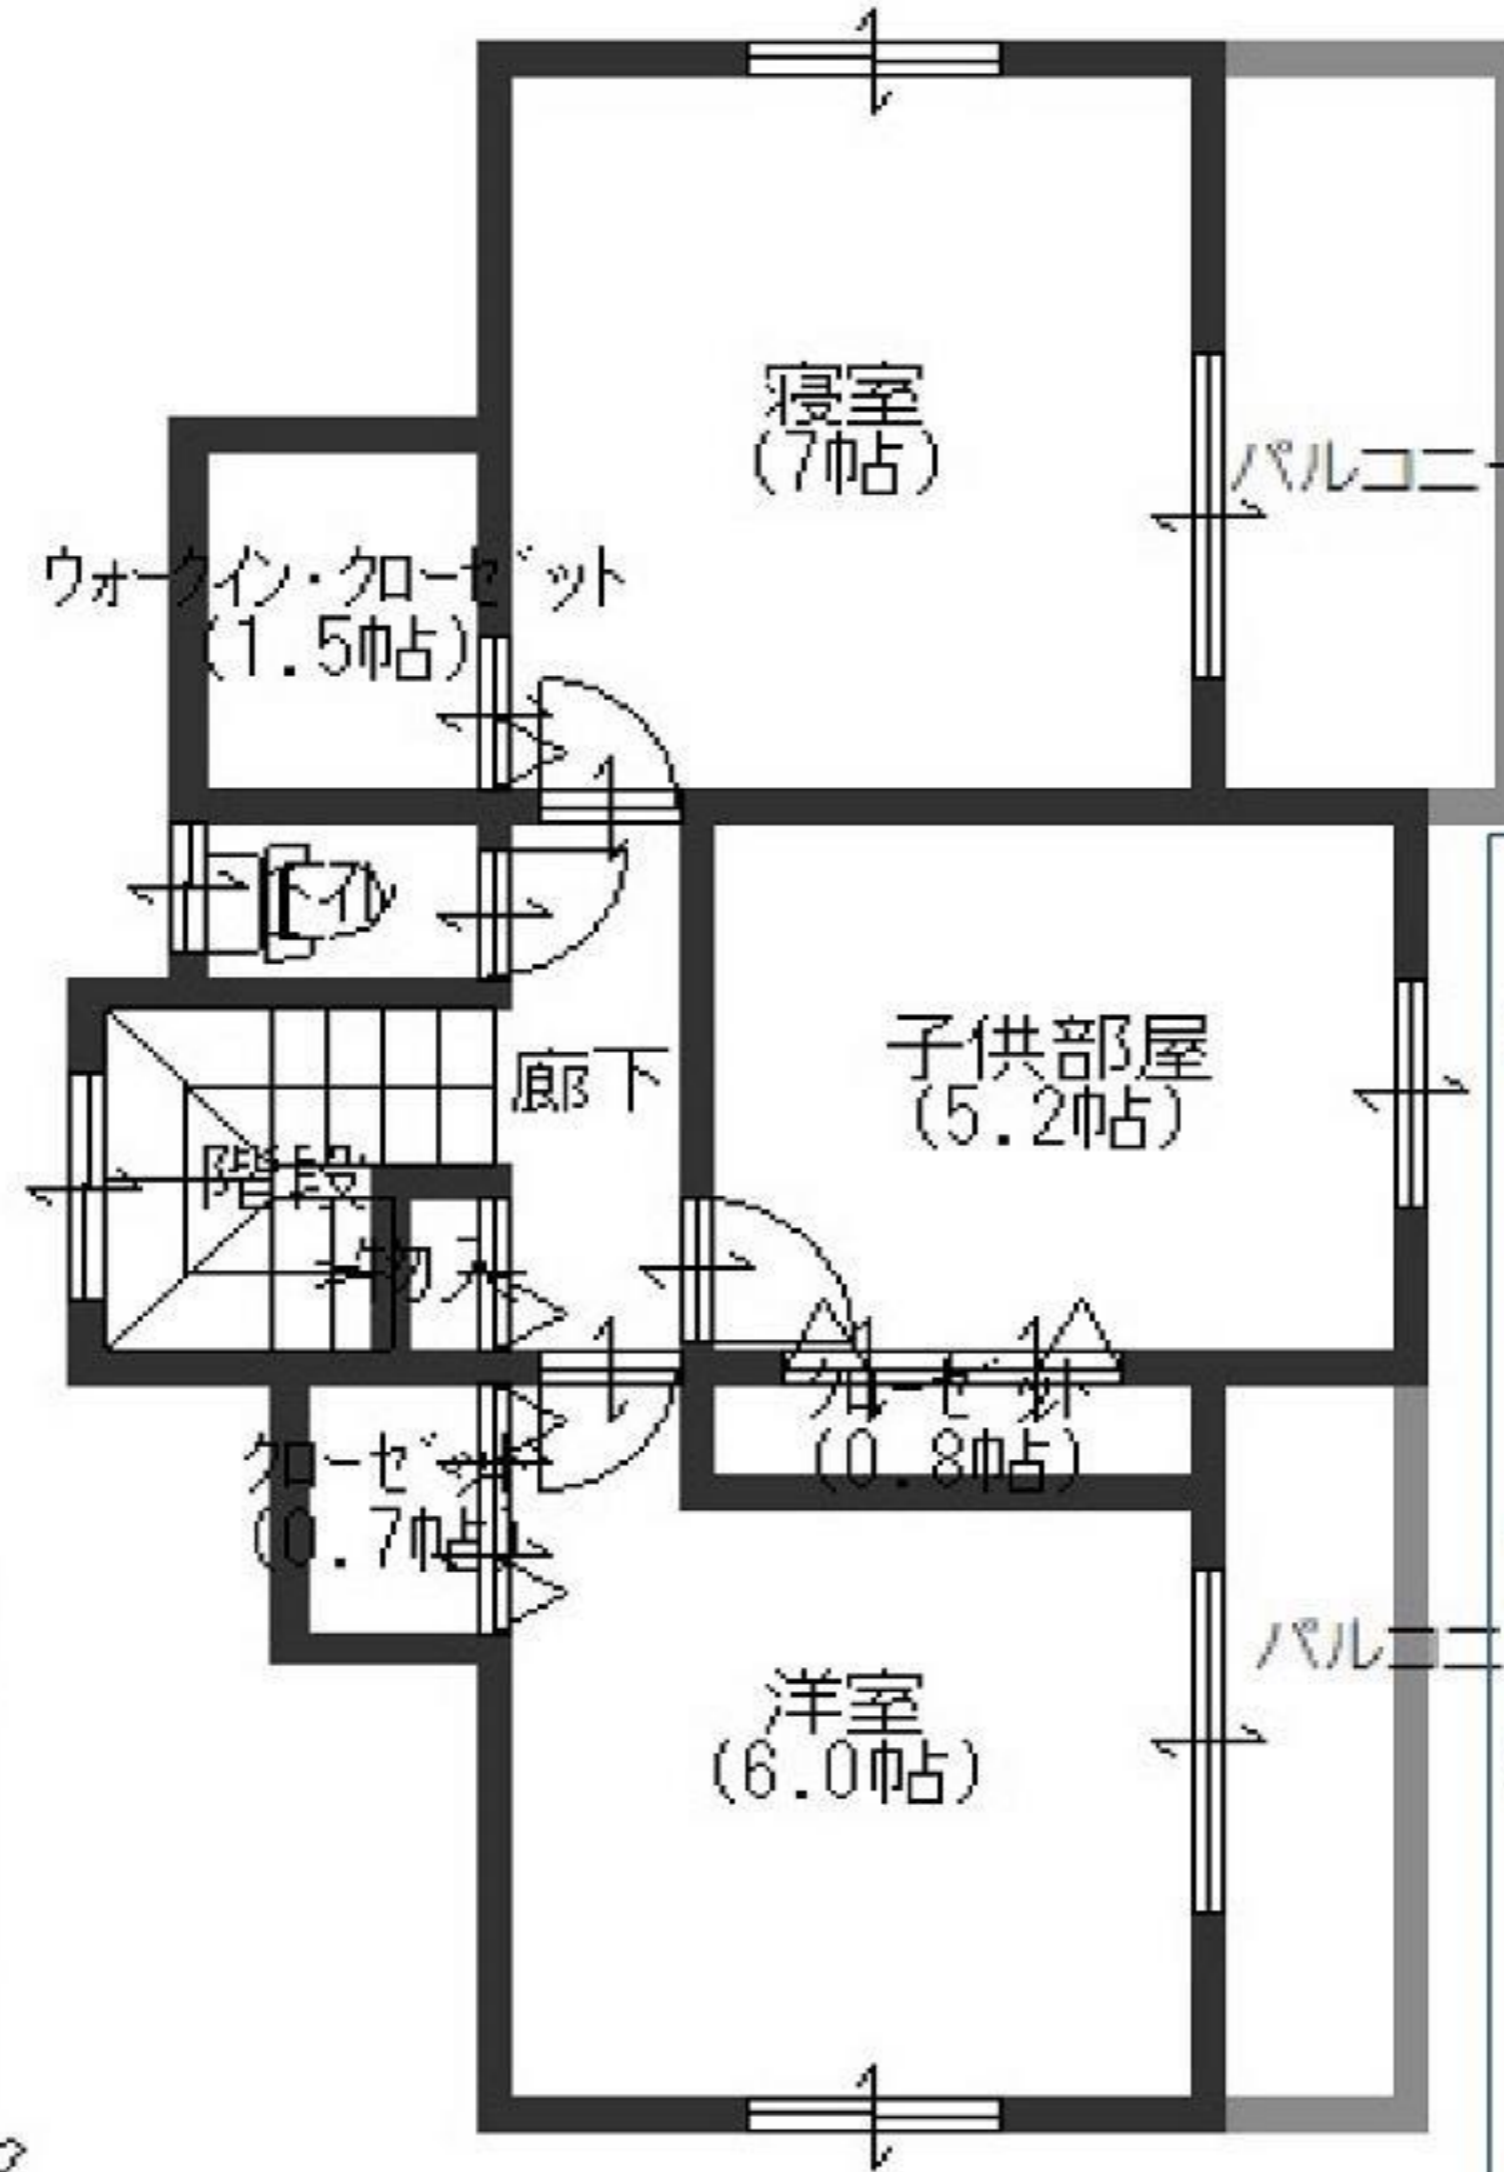 寝室
(7帖)
バルコニー
ウォークイン・クローゼット
(1.5帖)
トイレ
子供部屋
(5.2帖)
廊下
階段
物入
クローゼット
(0.8帖)
クローゼット
(0.7帖)
洋室
(6.0帖)
バルコニ